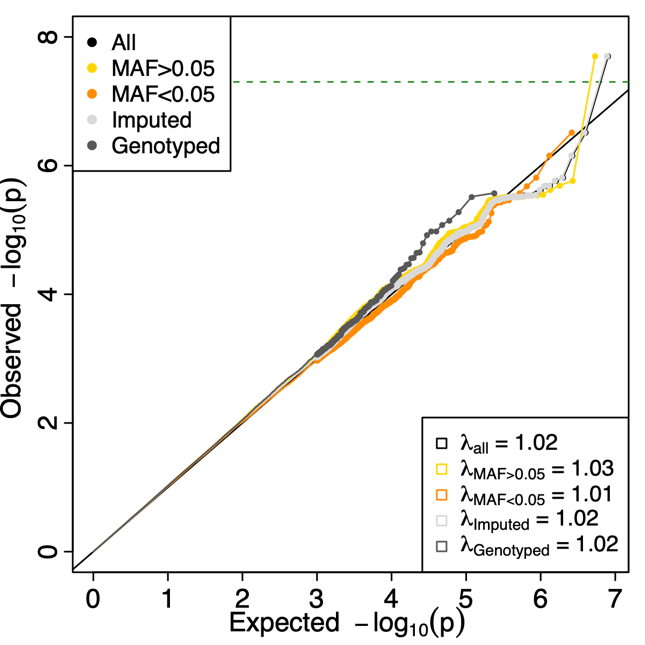 All
MAF>0.05
MAF<0.05
Imputed
Genotyped
8
6
4
2
0
Observed −log10(p)
λall = 1.02
λMAF>0.05 = 1.03
λMAF<0.05 = 1.01
λImputed = 1.02
λGenotyped = 1.02
0 1 2 3 4 5 6 7
Expected −log10(p)